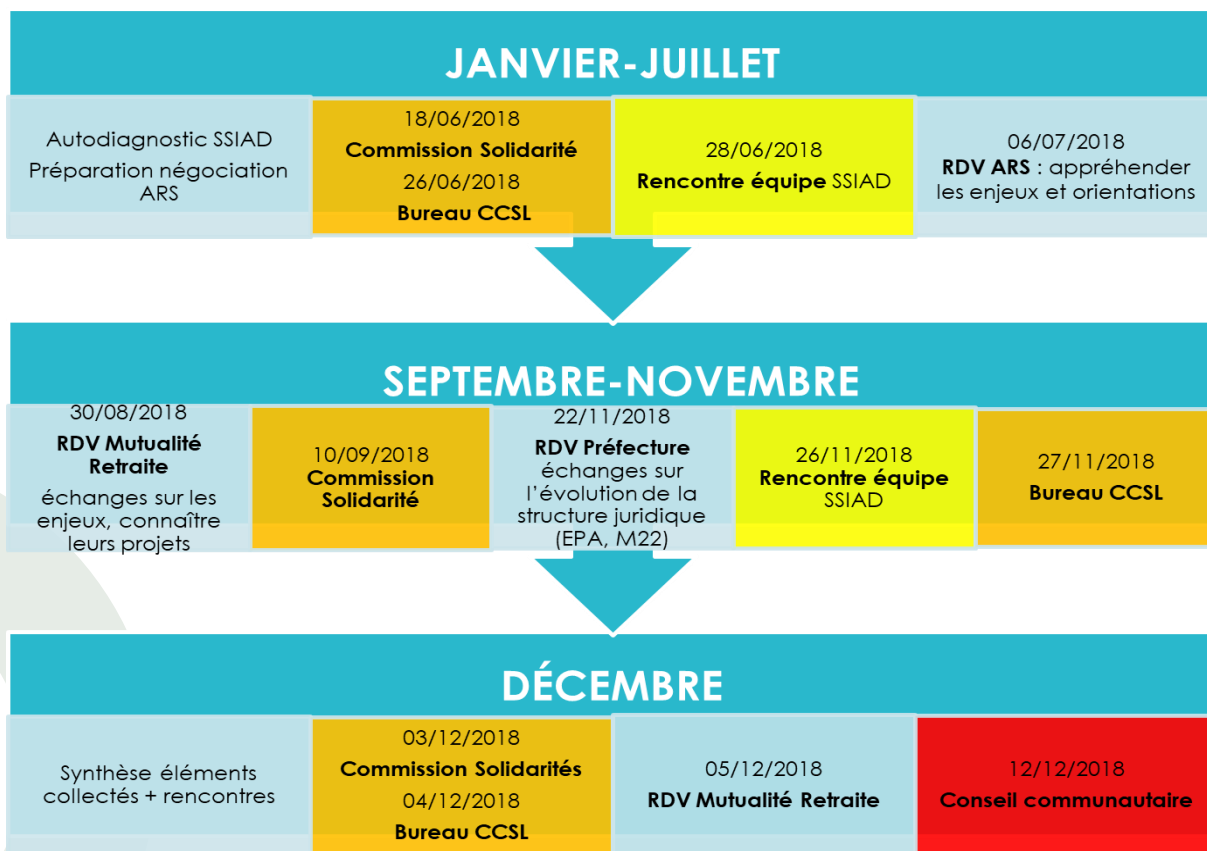 JANVIER-JUILLET
Autodiagnostic SSIAD
Préparation négociation
ARS
18/06/2018
Commission Solidarité
26/06/2018
Bureau CCSL
28/06/2018
Rencontre équipe SSIAD
06/07/2018
RDV ARS : appréhender
les enjeux et orientations
SEPTEMBRE-NOVEMBRE
30/08/2018
RDV Mutualité
Retraite
échanges sur les
enjeux, connaître
leurs projets
10/09/2018
Commission
Solidarité
22/11/2018
RDV Préfecture
échanges sur
l'évolution de la
structure juridique
(EPA, M22)
26/11/2018
Rencontre équipe
SSIAD
27/11/2018
Bureau CCSL
DÉCEMBRE
Synthèse éléments
collectés + rencontres
03/12/2018
Commission Solidarités
04/12/2018
Bureau CCSL
05/12/2018
RDV Mutualité Retraite
12/12/2018
Conseil communautaire